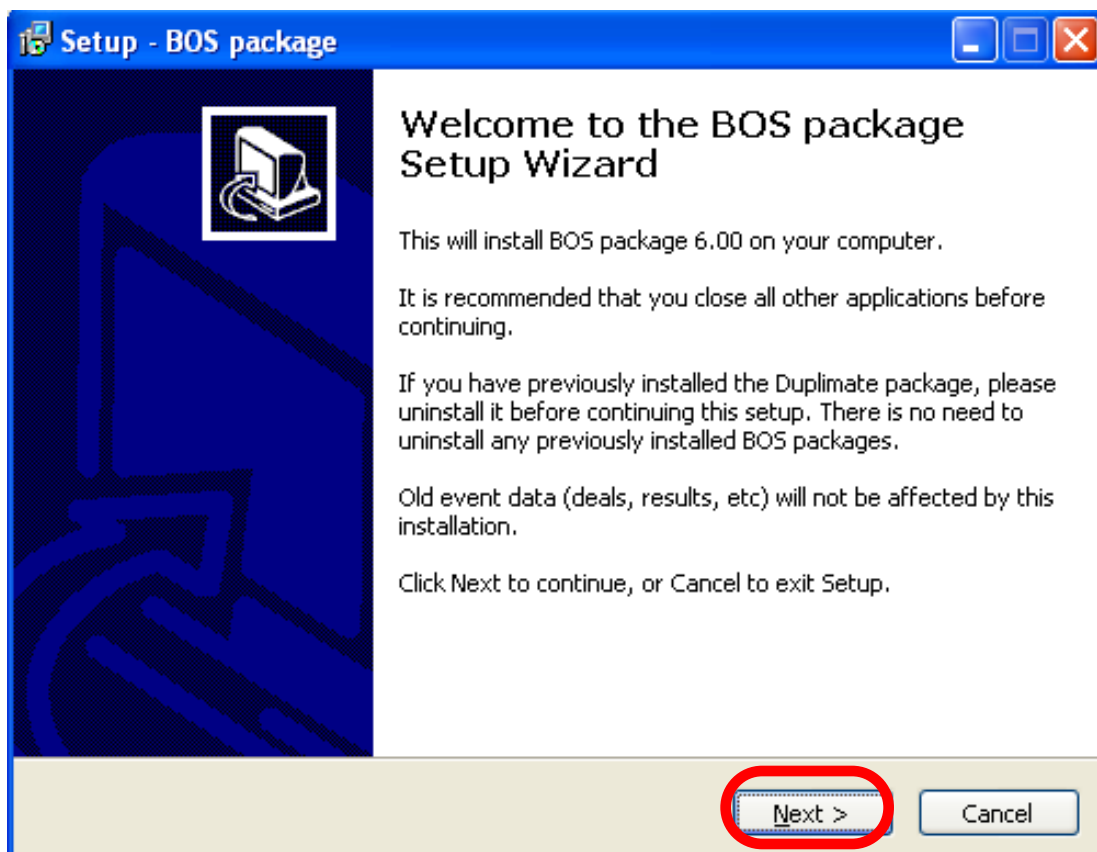 Setup - BOS package
Welcome to the BOS package
Setup Wizard
This will install BOS package 6.00 on your computer.
It is recommended that you close all other applications before
continuing.
If you have previously installed the Duplimate package, please
uninstall it before continuing this setup. There is no need to
uninstall any previously installed BOS packages.
Old event data (deals, results, etc) will not be affected by this
installation.
Click Next to continue, or Cancel to exit Setup.
Next >
Cancel